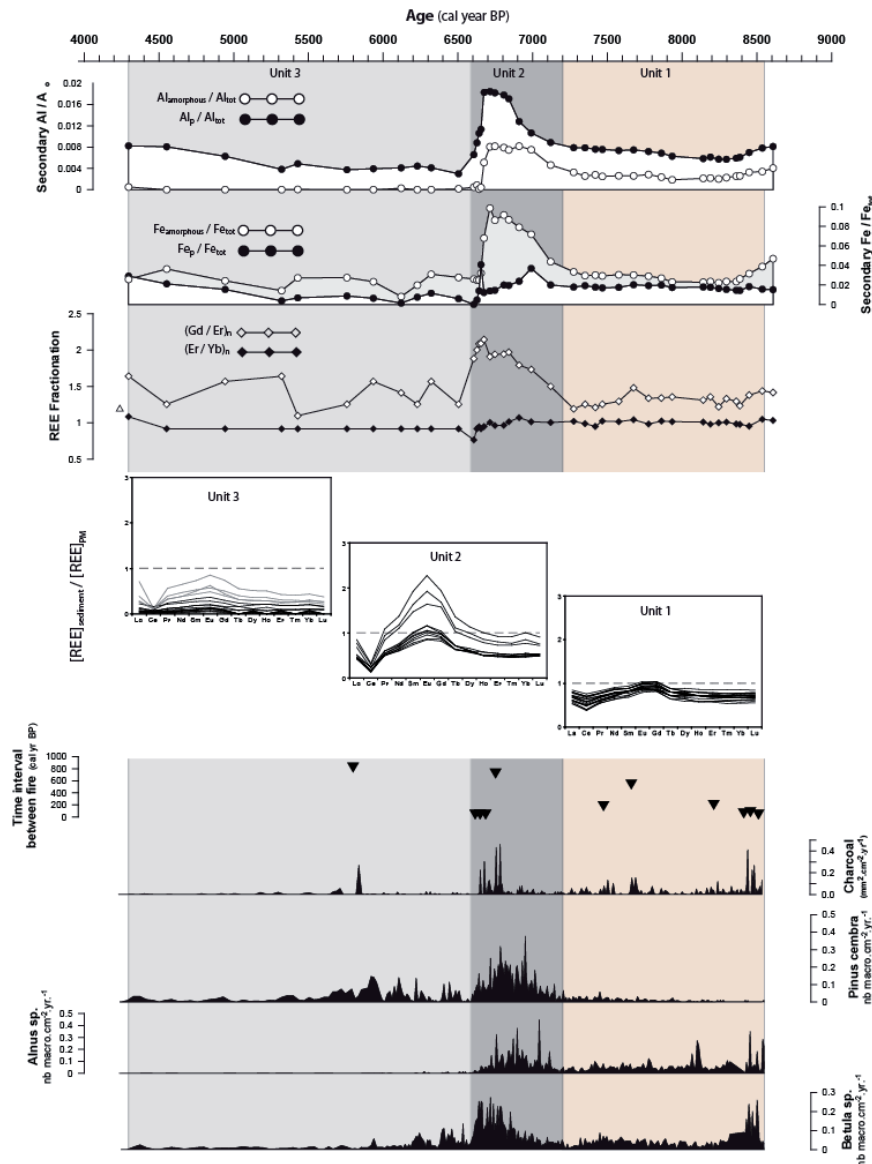 Age (cal year BP)
4000 4500 5000 5500 6000 6500 7000 7500 8000 8500 9000
Unit 3 Unit 2 Unit 1
Secondary Al / A
0.02
0.016
0.012
0.008
0.004
0
Alamorphous / Altot
Alp / Altot
Feamorphous / Fetot
Fep / Fetot
0.1
0.08
0.06
0.04
0.02
0
Secondary Fe / Fetot
REE Fractionation
2.5
2
1.5
1
0.5
(Gd / Er)n
(Er / Yb)n
[REE]sediment / [REE]PM
Unit 3
3
2
1
0
La Ce Pr Nd Sm Eu Gd Tb Dy Ho Er Tm Yb Lu
Unit 2
3
2
1
0
La Ce Pr Nd Sm Eu Gd Tb Dy Ho Er Tm Yb Lu
Unit 1
3
2
1
0
La Ce Pr Nd Sm Eu Gd Tb Dy Ho Er Tm Yb Lu
Time interval
between fire (cal yr BP)
1000
800
600
400
200
0
0.4
0.2
0.0
Charcoal
(mm².cm-2.yr-1)
0.5
0.4
0.3
0.2
0.1
0
Pinus cembra
nb macro.cm-2.yr.-1
Alnus sp.
nb macro.cm-2.yr.-1
0.5
0.4
0.3
0.2
0.1
0
0.3
0.2
0.1
0
Betula sp.
nb macro.cm-2.yr.-1